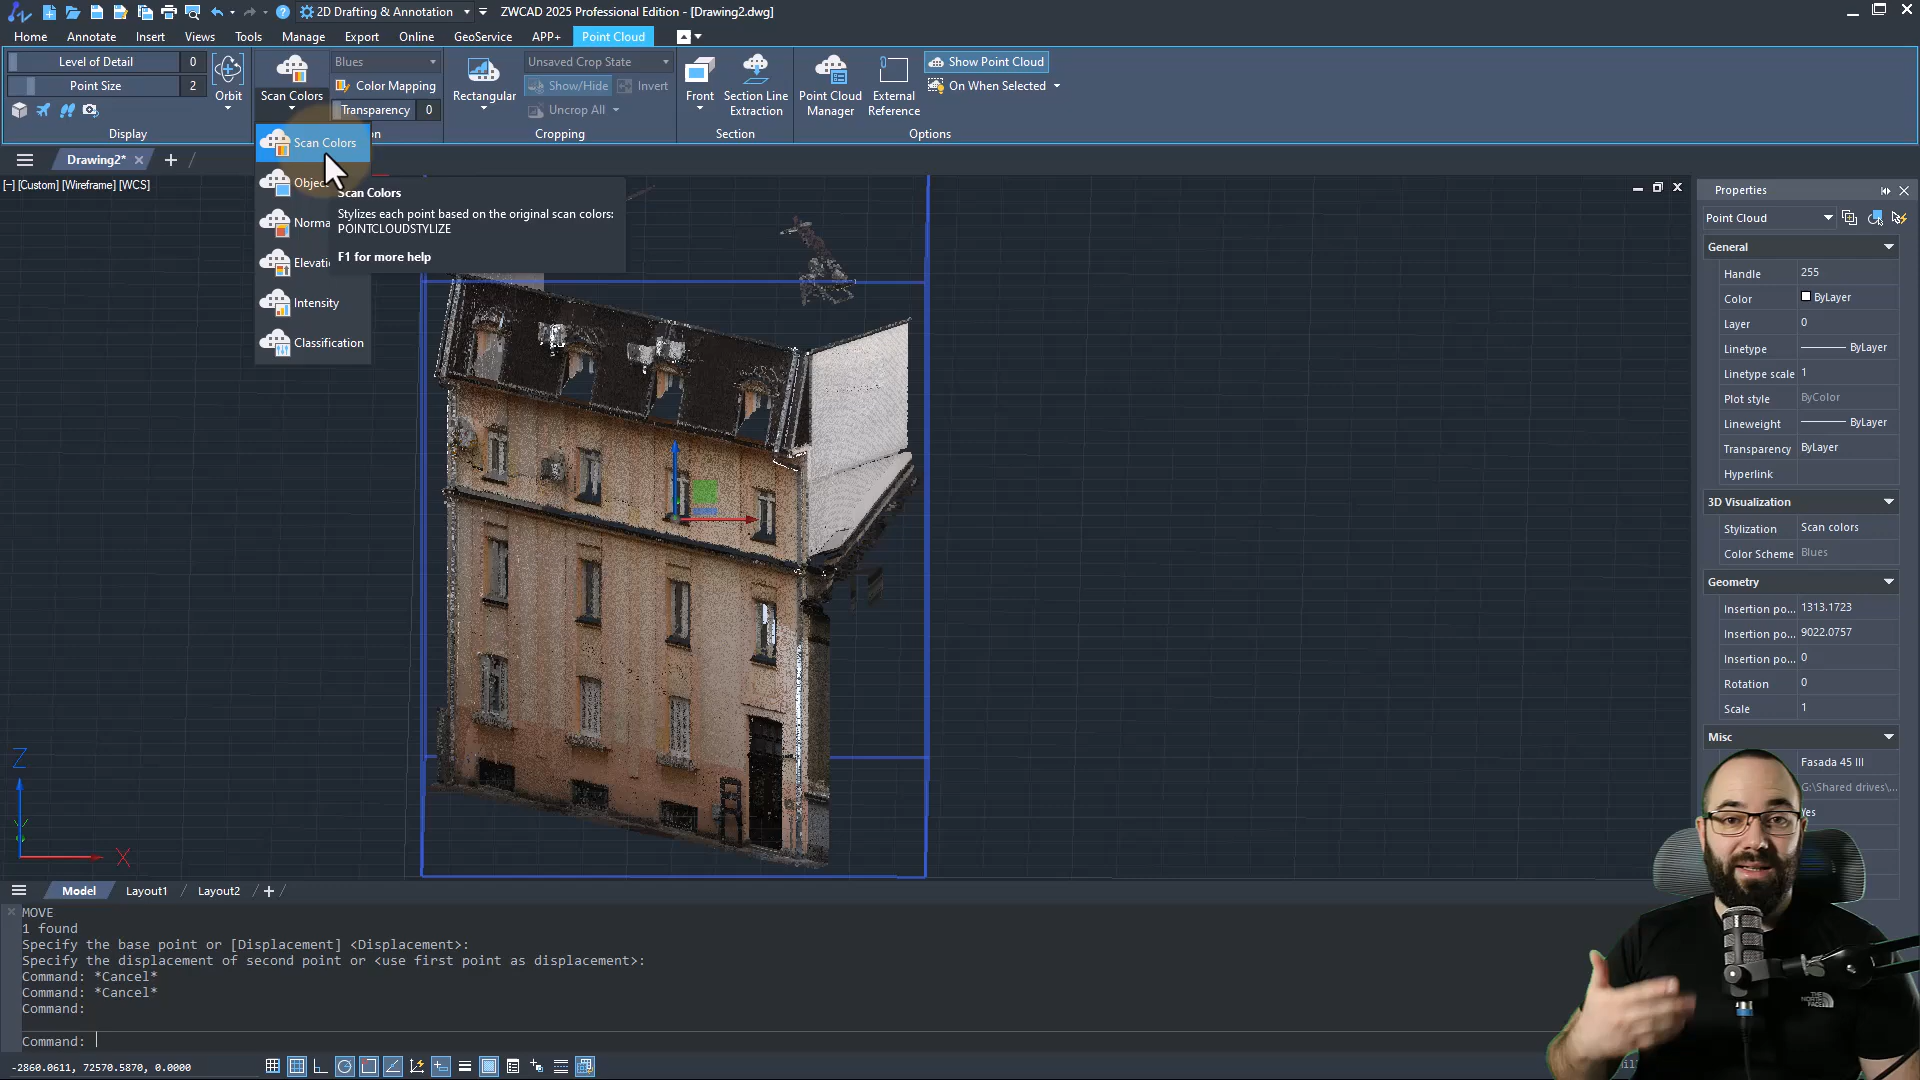 2D Drafting & Annotation
ZWCAD 2025 Professional Edition - [Drawing2.dwg]
Home Annotate Insert Views Tools Manage Export Online GeoService APP+ Point Cloud
Level of Detail 0
Point Size 2
Display
Orbit
Scan Colors
Blues
Color Mapping
Transparency 0
Rectangular
Unsaved Crop State
Show/Hide Invert
Uncrop All
Cropping
Front
Section Line Extraction
Section
Point Cloud Manager
External Reference
Show Point Cloud
On When Selected
Options
Drawing2*
[-] [Custom] [Wireframe] [WCS]
Scan Colors
Intensity
Classification
Scan Colors
Stylizes each point based on the original scan colors:
POINTCLOUDSTYLIZE
F1 for more help
Properties
Point Cloud
General
Handle 255
Color ByLayer
Layer 0
Linetype ByLayer
Linetype scale 1
Plot style ByColor
Lineweight ByLayer
Transparency ByLayer
Hyperlink
3D Visualization
Stylization Scan colors
Color Scheme Blues
Geometry
Insertion po... 1313.1723
Insertion po... 9022.0757
Insertion po... 0
Rotation 0
Scale 1
Misc
Fasada 45 III
G:\Shared drives\...
Yes
Z
Y
X
Model Layout1 Layout2
MOVE
1 found
Specify the base point or [Displacement] <Displacement>:
Specify the displacement of second point or <use first point as displacement>:
Command: *Cancel*
Command: *Cancel*
Command:
Command:
-2860.0611, 72570.5870, 0.0000
THE NORTH FACE